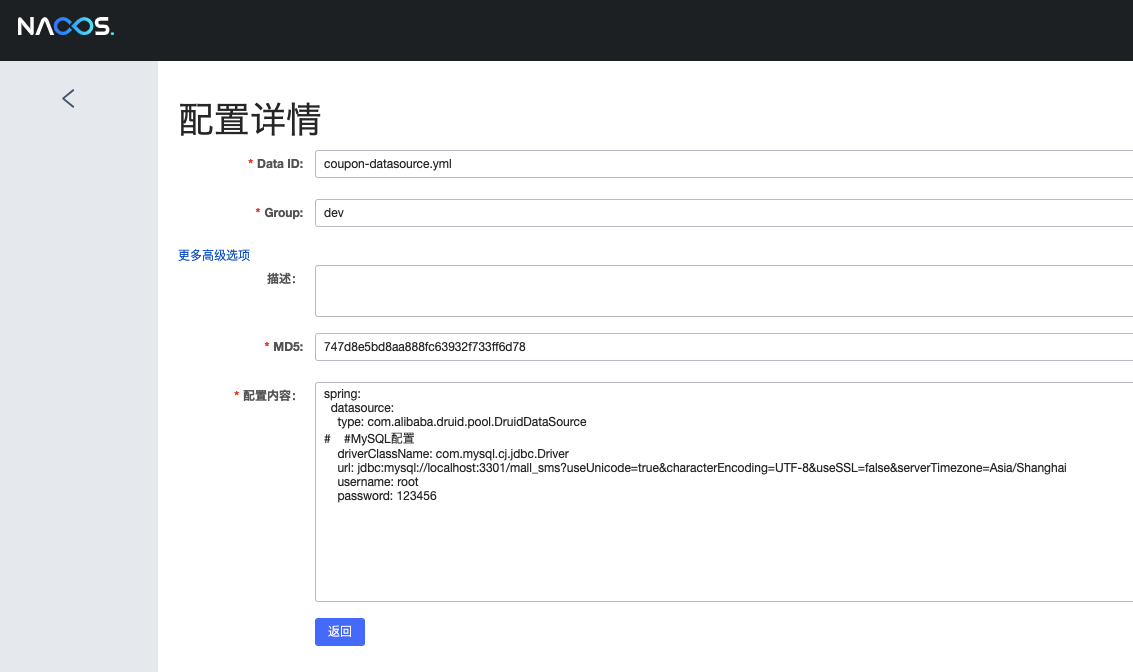 NACOS.
配置详情
* Data ID: coupon-datasource.yml
* Group: dev
更多高级选项
描述:
* MD5: 747d8e5bd8aa888fc63932f733ff6d78
* 配置内容: spring:
  datasource:
    type: com.alibaba.druid.pool.DruidDataSource
#    #MySQL配置
    driverClassName: com.mysql.cj.jdbc.Driver
    url: jdbc:mysql://localhost:3301/mall_sms?useUnicode=true&characterEncoding=UTF-8&useSSL=false&serverTimezone=Asia/Shanghai
    username: root
    password: 123456
返回